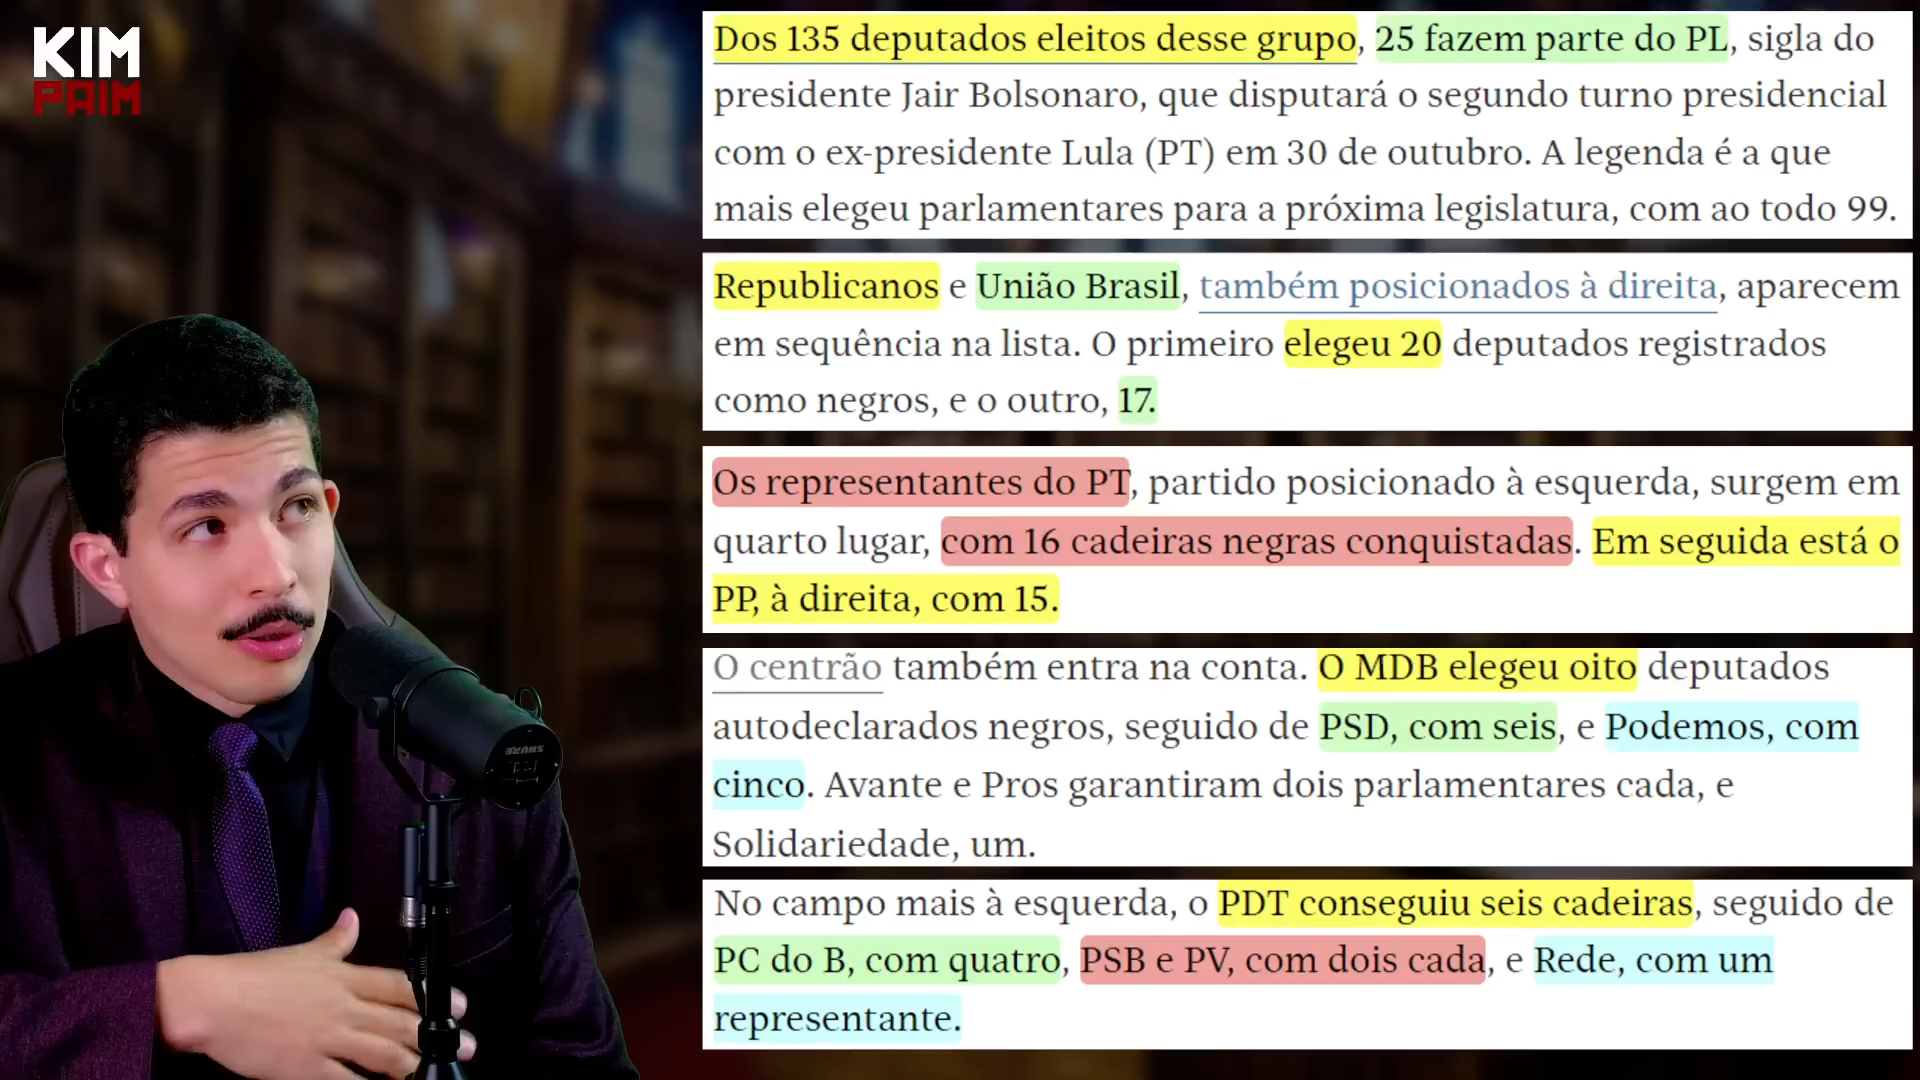 KIM
PAIM
Dos 135 deputados eleitos desse grupo, 25 fazem parte do PL, sigla do
presidente Jair Bolsonaro, que disputará o segundo turno presidencial
com o ex-presidente Lula (PT) em 30 de outubro. A legenda é a que
mais elegeu parlamentares para a próxima legislatura, com ao todo 99.
Republicanos e União Brasil, também posicionados à direita, aparecem
em sequência na lista. O primeiro elegeu 20 deputados registrados
como negros, e o outro, 17.
Os representantes do PT, partido posicionado à esquerda, surgem em
quarto lugar, com 16 cadeiras negras conquistadas. Em seguida está o
PP, à direita, com 15.
O centrão também entra na conta. O MDB elegeu oito deputados
autodeclarados negros, seguido de PSD, com seis, e Podemos, com
cinco. Avante e Pros garantiram dois parlamentares cada, e
Solidariedade, um.
No campo mais à esquerda, o PDT conseguiu seis cadeiras, seguido de
PC do B, com quatro, PSB e PV, com dois cada, e Rede, com um
representante.
SHURE